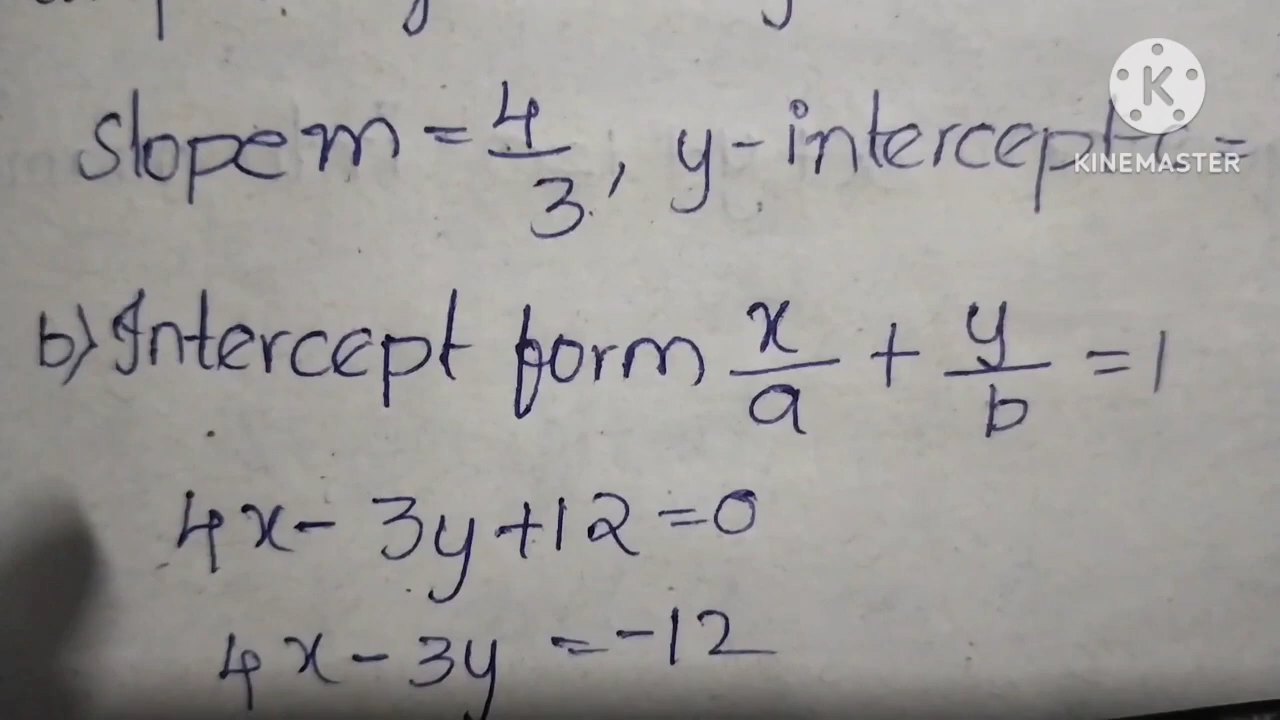 Slope m = 4/3, y-intercept =
KINEMASTER
b) Intercept form x/a + y/b = 1
4x - 3y + 12 = 0
4x - 3y = -12